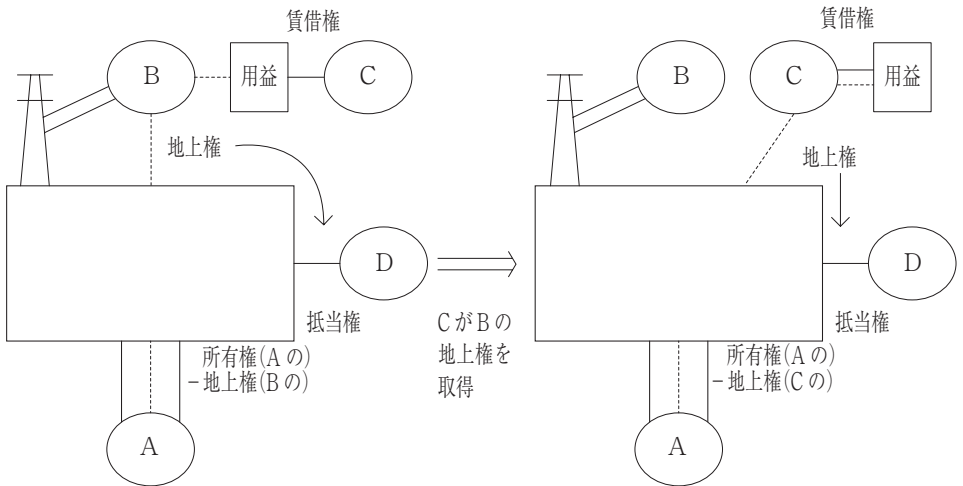 賃借権
B
用益
C
地上権
D
抵当権
所有権(Aの)
－地上権(Bの)
A
CがBの
地上権を
取得
賃借権
B
C
用益
地上権
D
抵当権
所有権(Aの)
－地上権(Cの)
A